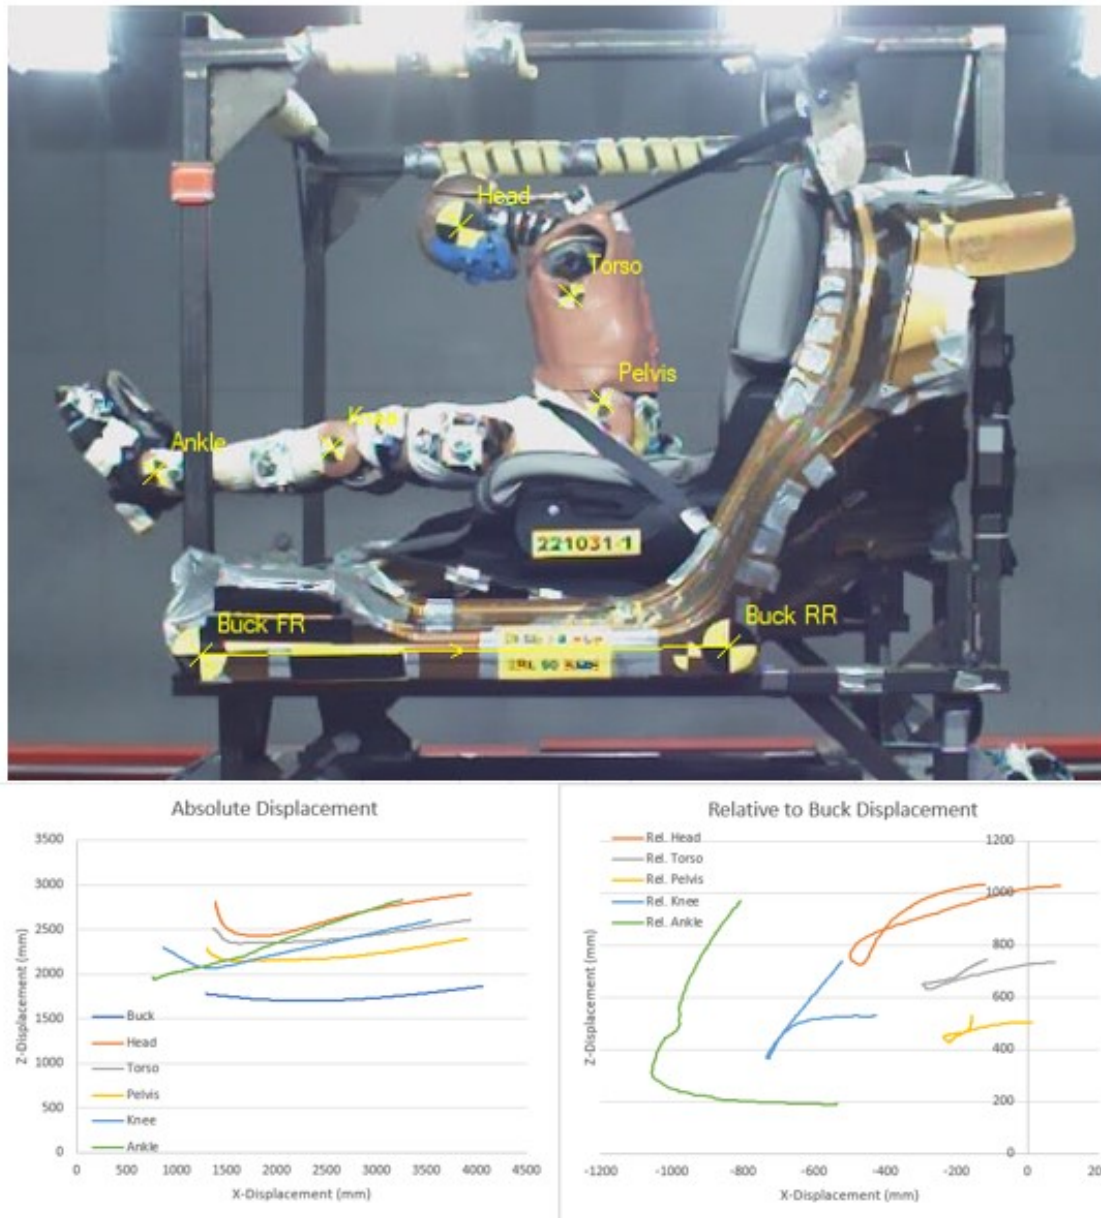 Head
Torso
Pelvis
Knee
Ankle
221031-1
Buck FR
Buck RR
Absolute Displacement
3500
3000
2500
2000
1500
1000
500
0
Z-Displacement (mm)
Buck
Head
Torso
Pelvis
Knee
Ankle
0 500 1000 1500 2000 2500 3000 3500 4000 4500
X-Displacement (mm)
Relative to Buck Displacement
Rel. Head
Rel. Torso
Rel. Pelvis
Rel. Knee
Rel. Ankle
1200
1000
800
600
400
200
0
Z-Displacement (mm)
-1200 -1000 -800 -600 -400 -200 0 20
X-Displacement (mm)